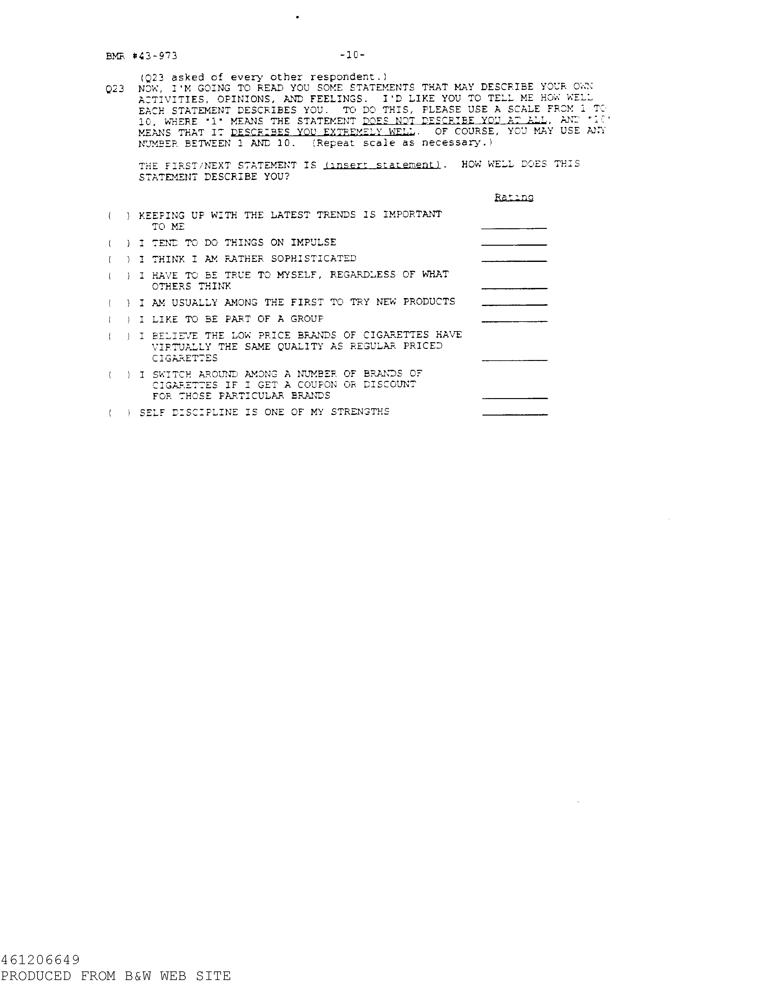 BMR #43-973 -10-
(Q23 asked of every other respondent.)
Q23 NOW, I'M GOING TO READ YOU SOME STATEMENTS THAT MAY DESCRIBE YOUR OWN
ACTIVITIES, OPINIONS, AND FEELINGS. I'D LIKE YOU TO TELL ME HOW WELL
EACH STATEMENT DESCRIBES YOU. TO DO THIS, PLEASE USE A SCALE FROM 1 TO
10, WHERE "1" MEANS THE STATEMENT DOES NOT DESCRIBE YOU AT ALL, AND "10"
MEANS THAT IT DESCRIBES YOU EXTREMELY WELL. OF COURSE, YOU MAY USE ANY
NUMBER BETWEEN 1 AND 10. (Repeat scale as necessary.)
THE FIRST/NEXT STATEMENT IS (insert statement). HOW WELL DOES THIS
STATEMENT DESCRIBE YOU?
Rating
( ) KEEPING UP WITH THE LATEST TRENDS IS IMPORTANT
TO ME
( ) I TEND TO DO THINGS ON IMPULSE
( ) I THINK I AM RATHER SOPHISTICATED
( ) I HAVE TO BE TRUE TO MYSELF, REGARDLESS OF WHAT
OTHERS THINK
( ) I AM USUALLY AMONG THE FIRST TO TRY NEW PRODUCTS
( ) I LIKE TO BE PART OF A GROUP
( ) I BELIEVE THE LOW PRICE BRANDS OF CIGARETTES HAVE
VIRTUALLY THE SAME QUALITY AS REGULAR PRICED
CIGARETTES
( ) I SWITCH AROUND AMONG A NUMBER OF BRANDS OF
CIGARETTES IF I GET A COUPON OR DISCOUNT
FOR THOSE PARTICULAR BRANDS
( ) SELF DISCIPLINE IS ONE OF MY STRENGTHS
461206649
PRODUCED FROM B&W WEB SITE